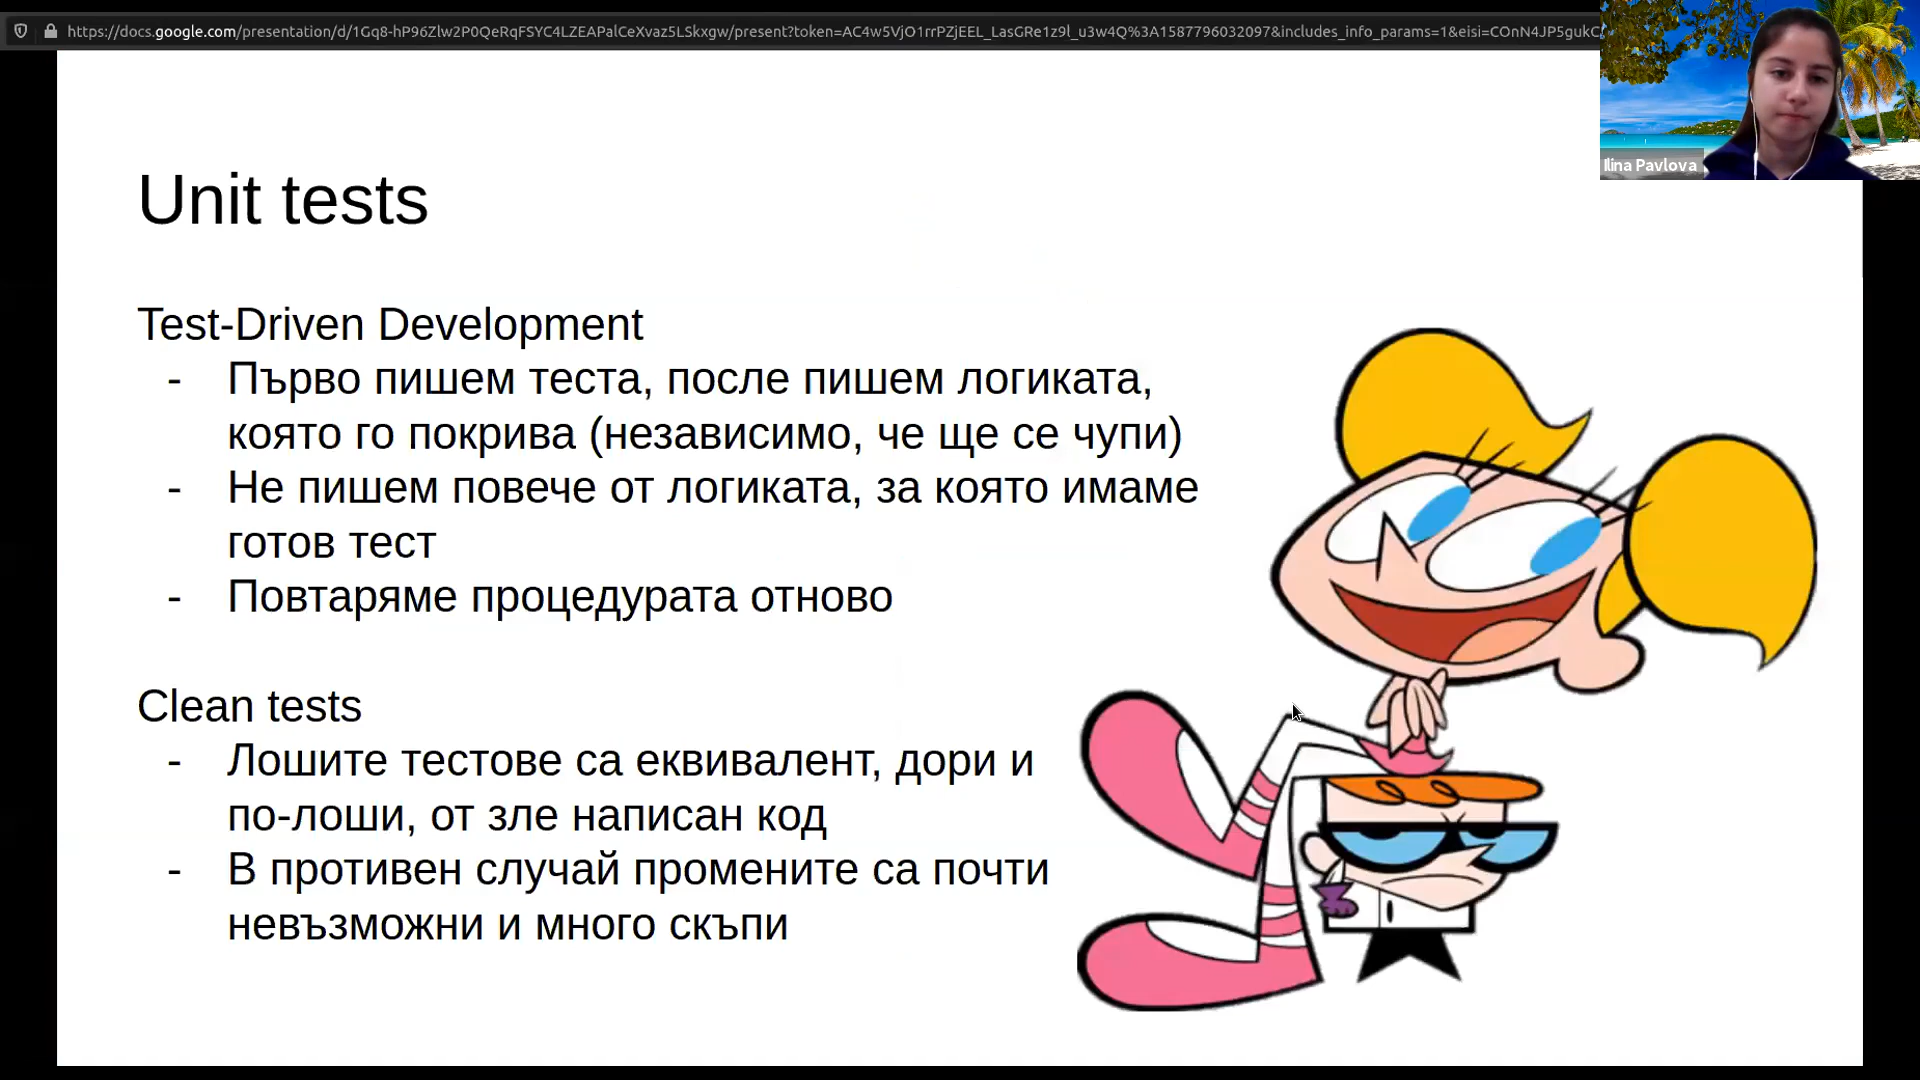 https://docs.google.com/presentation/d/1Gq8-hP96Zlw2P0QeRqFSYC4LZEAPalCeXvaz5LSkxgw/present?token=AC4w5VjO1rrPZjEEL_LasGRe1z9l_u3w4Q%3A1587796032097&includes_info_params=1&eisi=COnN4JP5gukC
Ilina Pavlova
Unit tests
Test-Driven Development
- Първо пишем теста, после пишем логиката,
която го покрива (независимо, че ще се чупи)
- Не пишем повече от логиката, за която имаме
готов тест
- Повтаряме процедурата отново
Clean tests
- Лошите тестове са еквивалент, дори и
по-лоши, от зле написан код
- В противен случай промените са почти
невъзможни и много скъпи